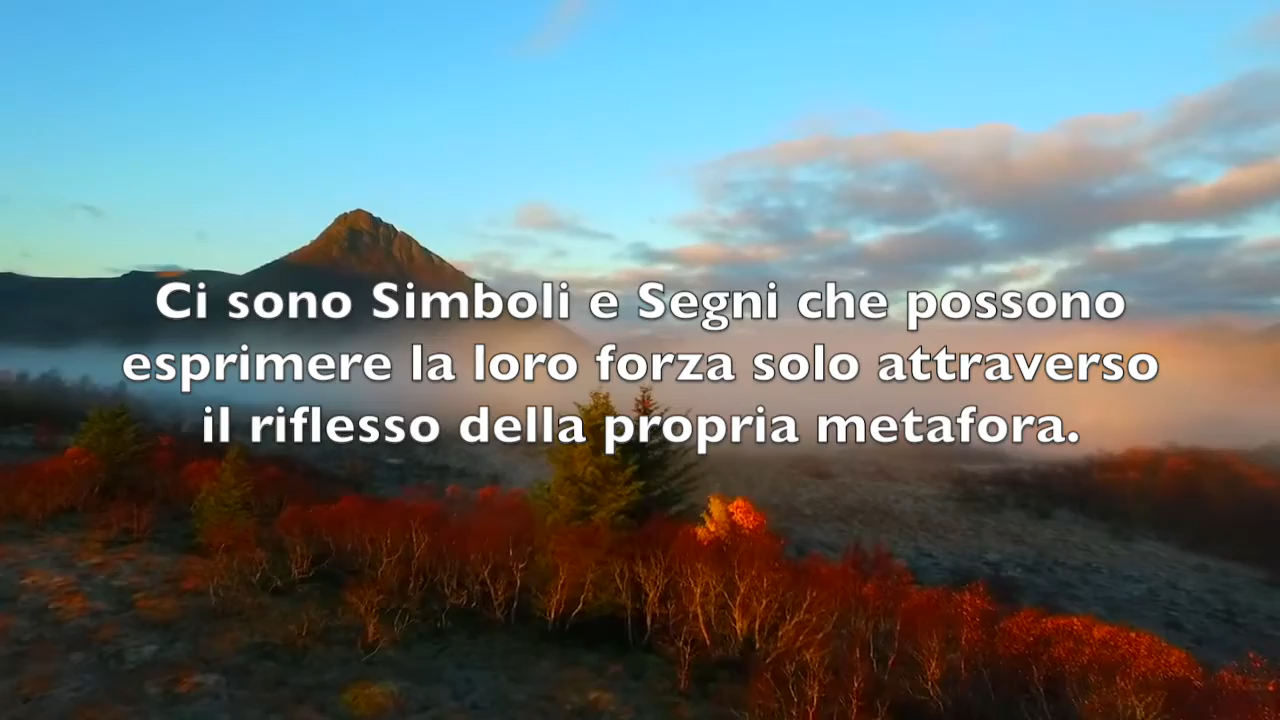 Ci sono Simboli e Segni che possono
esprimere la loro forza solo attraverso
il riflesso della propria metafora.